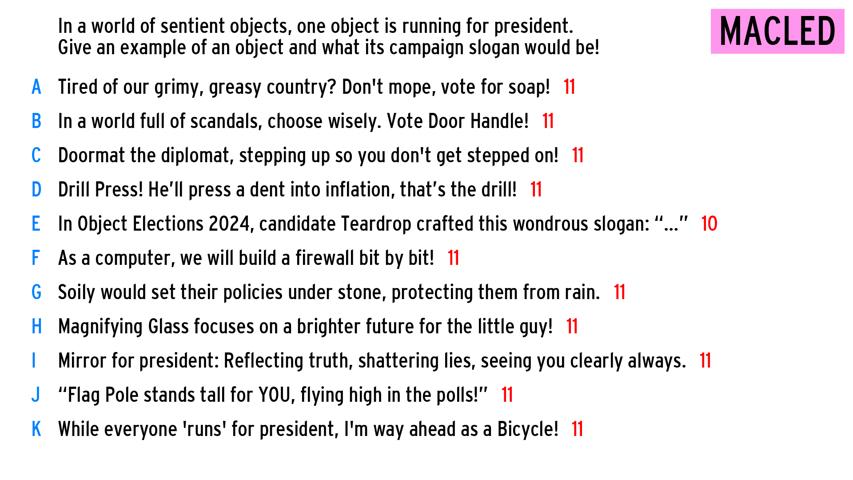 In a world of sentient objects, one object is running for president.
Give an example of an object and what its campaign slogan would be!
MACLED
A Tired of our grimy, greasy country? Don't mope, vote for soap! 11
B In a world full of scandals, choose wisely. Vote Door Handle! 11
C Doormat the diplomat, stepping up so you don't get stepped on! 11
D Drill Press! He’ll press a dent into inflation, that’s the drill! 11
E In Object Elections 2024, candidate Teardrop crafted this wondrous slogan: “...” 10
F As a computer, we will build a firewall bit by bit! 11
G Soily would set their policies under stone, protecting them from rain. 11
H Magnifying Glass focuses on a brighter future for the little guy! 11
I Mirror for president: Reflecting truth, shattering lies, seeing you clearly always. 11
J “Flag Pole stands tall for YOU, flying high in the polls!” 11
K While everyone 'runs' for president, I'm way ahead as a Bicycle! 11